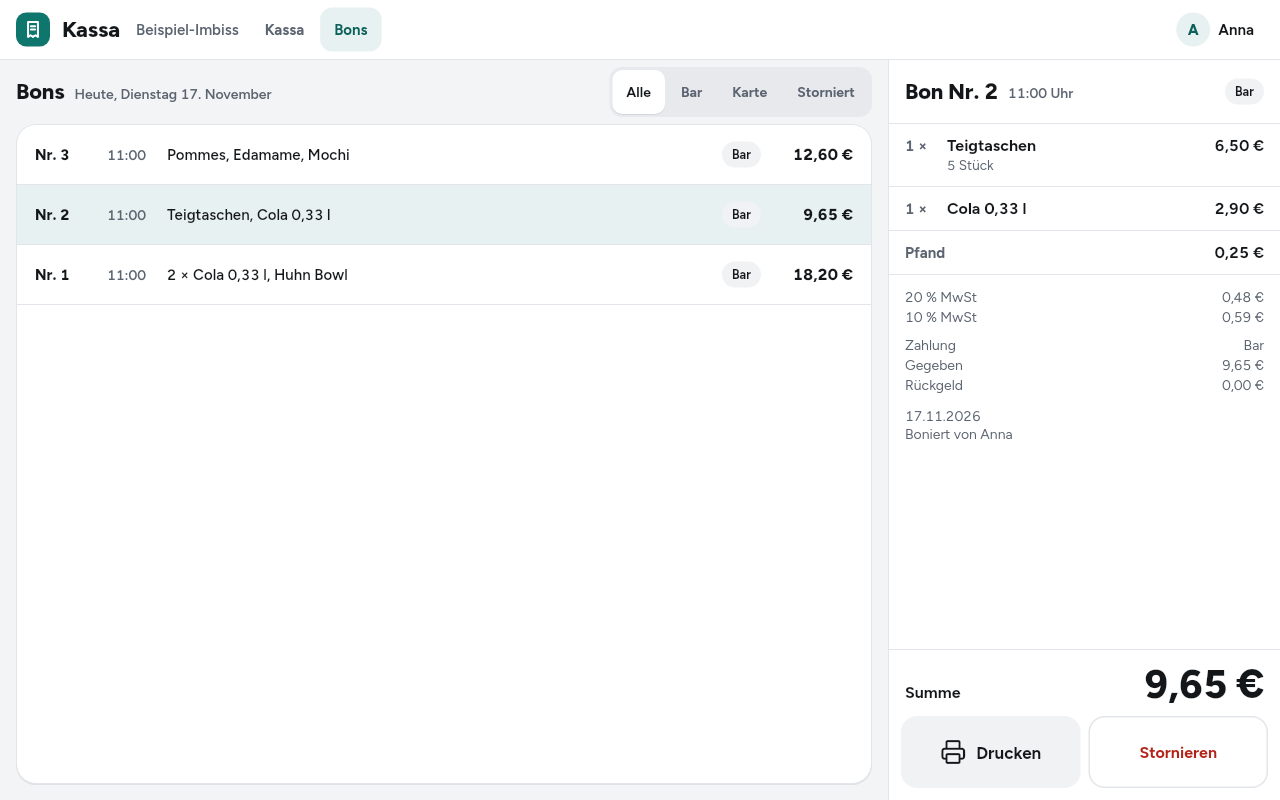 Kassa Beispiel-Imbiss Kassa Bons A Anna
Bons Heute, Dienstag 17. November Alle Bar Karte Storniert
Nr. 3 11:00 Pommes, Edamame, Mochi Bar 12,60 €
Nr. 2 11:00 Teigtaschen, Cola 0,33 l Bar 9,65 €
Nr. 1 11:00 2 × Cola 0,33 l, Huhn Bowl Bar 18,20 €
Bon Nr. 2 11:00 Uhr Bar
1 × Teigtaschen 6,50 €
5 Stück
1 × Cola 0,33 l 2,90 €
Pfand 0,25 €
20 % MwSt 0,48 €
10 % MwSt 0,59 €
Zahlung Bar
Gegeben 9,65 €
Rückgeld 0,00 €
17.11.2026
Boniert von Anna
Summe 9,65 €
Drucken Stornieren